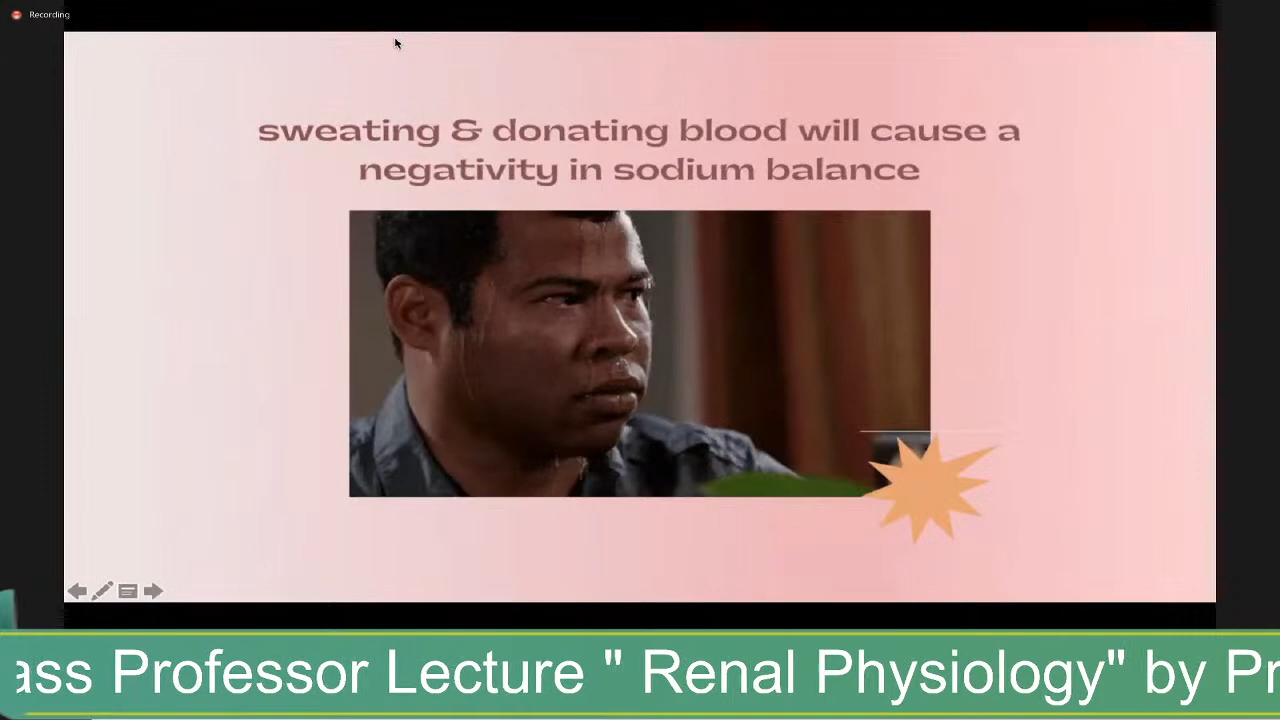 Recording
sweating & donating blood will cause a
negativity in sodium balance
ass Professor Lecture " Renal Physiology" by Pr